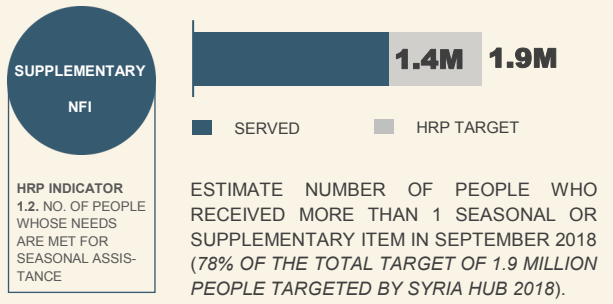 SUPPLEMENTARY
NFI
1.4M 1.9M
SERVED HRP TARGET
HRP INDICATOR
1.2. NO. OF PEOPLE
WHOSE NEEDS
ARE MET FOR
SEASONAL ASSIS-
TANCE
ESTIMATE NUMBER OF PEOPLE WHO
RECEIVED MORE THAN 1 SEASONAL OR
SUPPLEMENTARY ITEM IN SEPTEMBER 2018
(78% OF THE TOTAL TARGET OF 1.9 MILLION
PEOPLE TARGETED BY SYRIA HUB 2018).